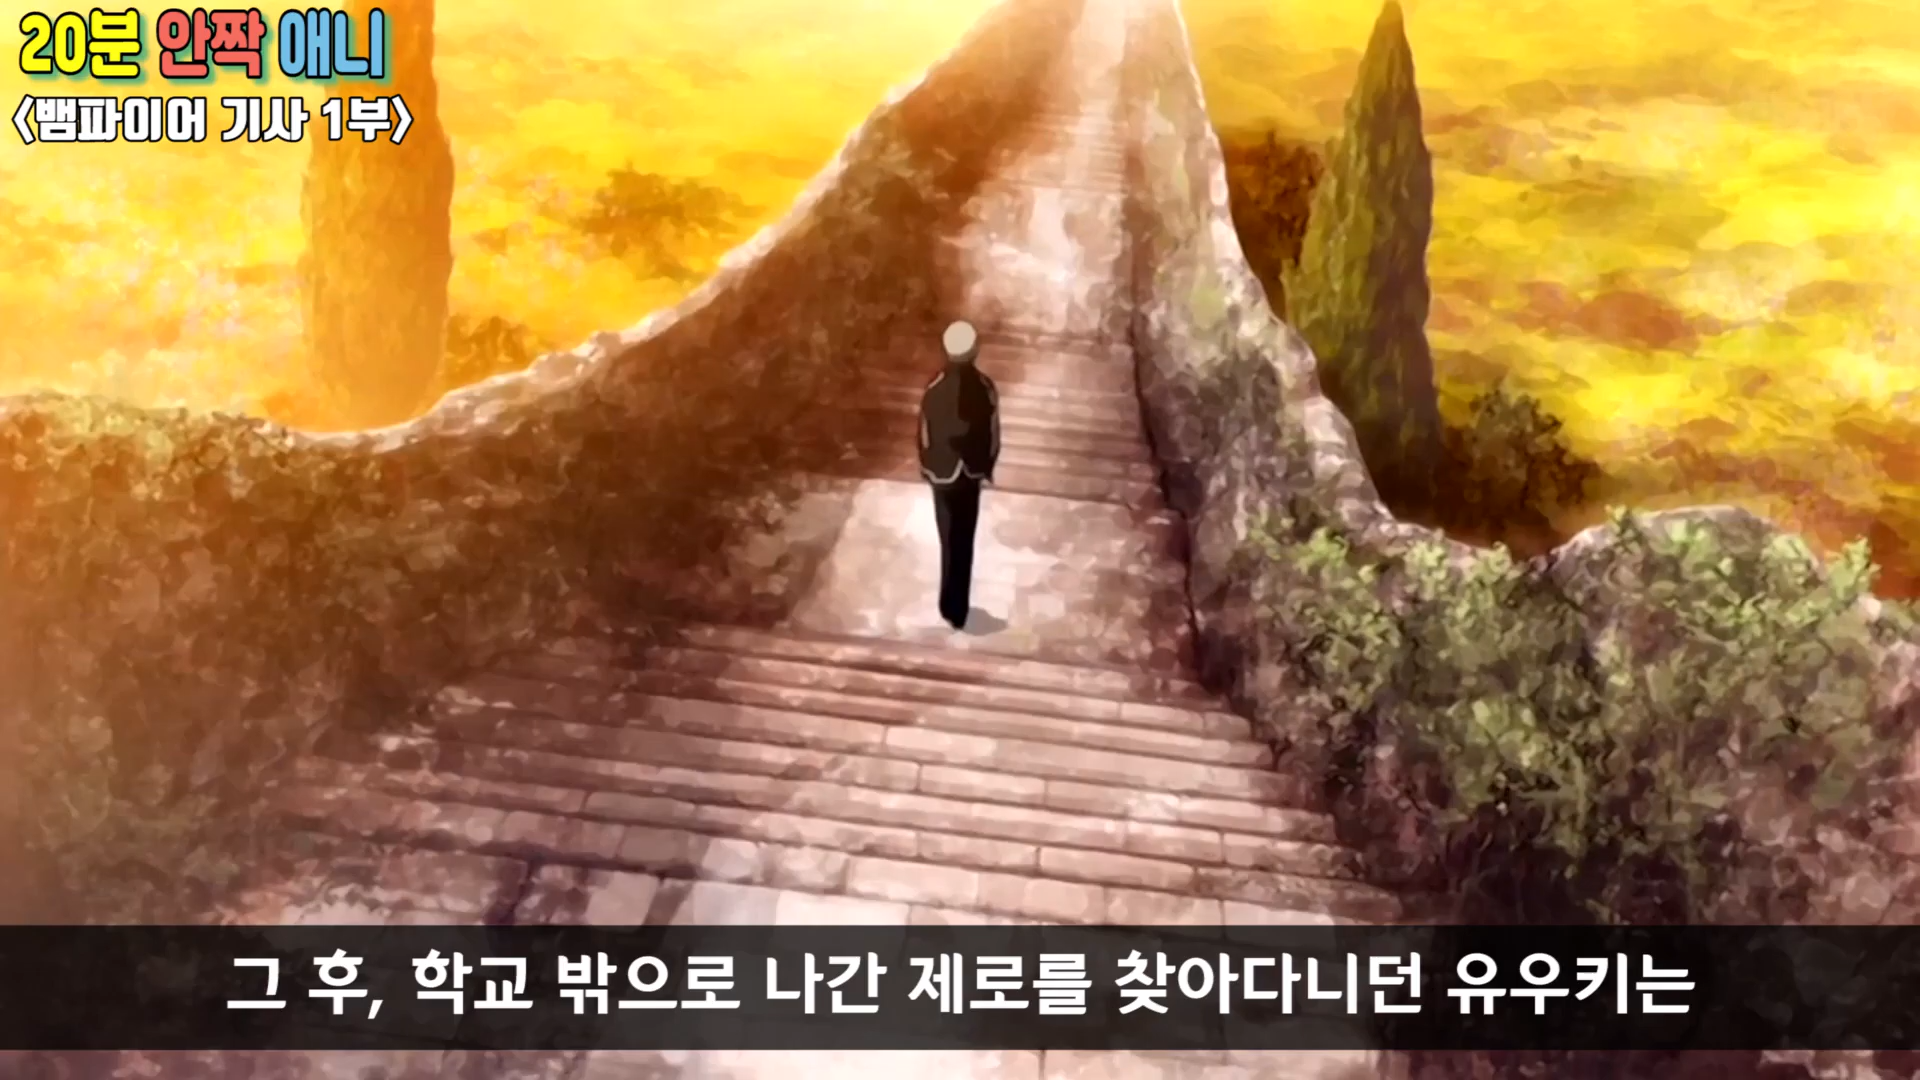 20분 안짝 애니
<뱀파이어 기사 1부>
그 후, 학교 밖으로 나간 제로를 찾아다니던 유우키는